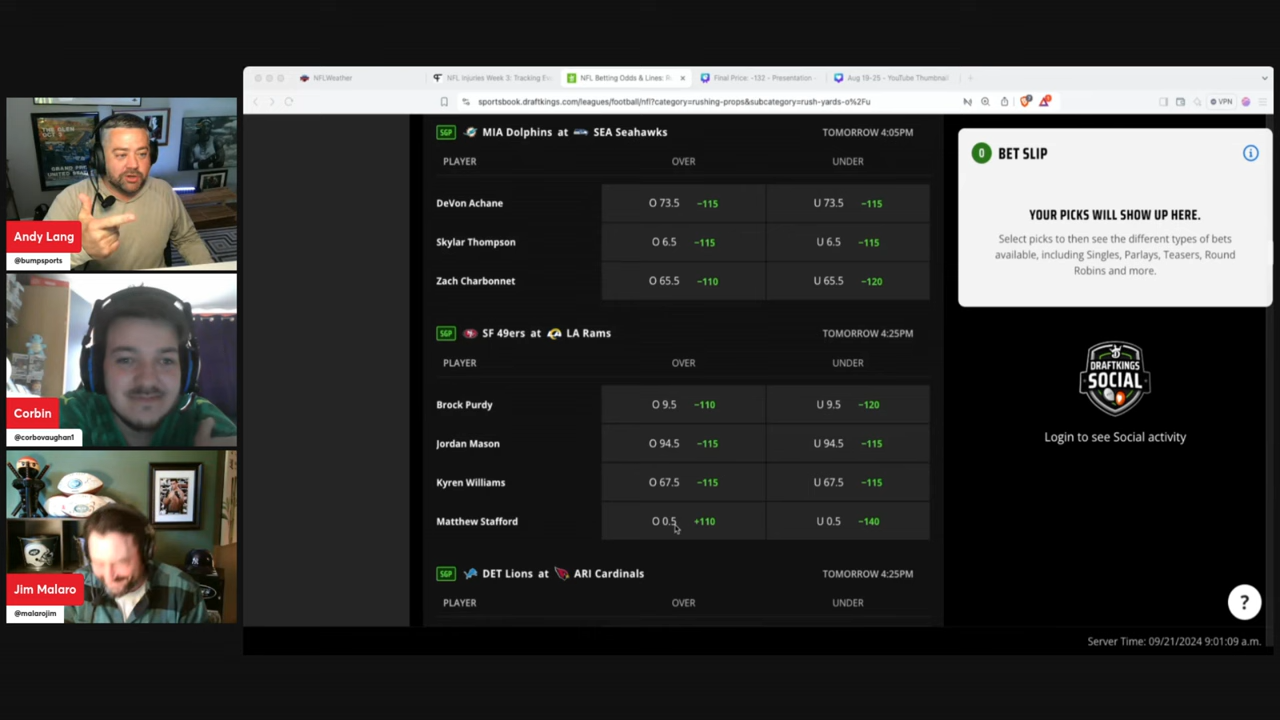 THE GLEN
GRAND PRIX
UNITED STATES
Andy Lang
@bumpsports
Corbin
@corbovaughan1
Jim Malaro
@malarojim
NFLWeather
NFL Injuries Week 3: Tracking Ex
NFL Betting Odds & Lines: R
Final Price: -132 - Presentation -
Aug 19-25 - YouTube Thumbnail
sportsbook.draftkings.com/leagues/football/nfl?category=rushing-props&subcategory=rush-yards-o%2Fu
VPN
SGP MIA Dolphins at SEA Seahawks TOMORROW 4:05PM
PLAYER OVER UNDER
DeVon Achane O 73.5 −115 U 73.5 −115
Skylar Thompson O 6.5 −115 U 6.5 −115
Zach Charbonnet O 65.5 −110 U 65.5 −120
SGP SF 49ers at LA Rams TOMORROW 4:25PM
PLAYER OVER UNDER
Brock Purdy O 9.5 −110 U 9.5 −120
Jordan Mason O 94.5 −115 U 94.5 −115
Kyren Williams O 67.5 −115 U 67.5 −115
Matthew Stafford O 0.5 +110 U 0.5 −140
SGP DET Lions at ARI Cardinals TOMORROW 4:25PM
PLAYER OVER UNDER
0 BET SLIP
YOUR PICKS WILL SHOW UP HERE.
Select picks to then see the different types of bets
available, including Singles, Parlays, Teasers, Round
Robins and more.
DRAFTKINGS
SOCIAL
Login to see Social activity
?
Server Time: 09/21/2024 9:01:09 a.m.